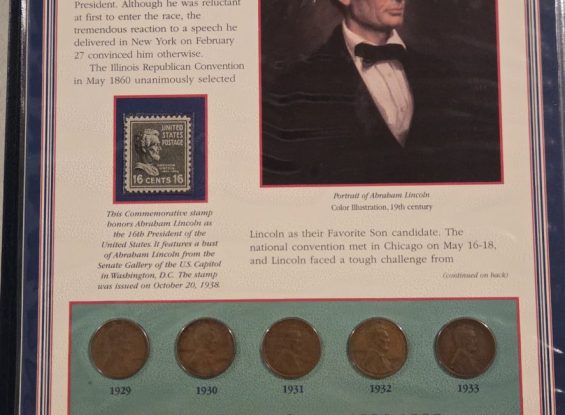 President. Although he was reluctant
at first to enter the race, the
tremendous reaction to a speech he
delivered in New York on February
27 convinced him otherwise.
The Illinois Republican Convention
in May 1860 unanimously selected
UNITED
STATES
POSTAGE
16 CENTS 16
This Commemorative stamp
honors Abraham Lincoln as
the 16th President of the
United States. It features a bust
of Abraham Lincoln from the
Senate Gallery of the U.S. Capitol
in Washington, D.C. The stamp
was issued on October 20, 1938.
Portrait of Abraham Lincoln
Color Illustration, 19th century
Lincoln as their Favorite Son candidate. The
national convention met in Chicago on May 16-18,
and Lincoln faced a tough challenge from
(continued on back)
1929 1930 1931 1932 1933